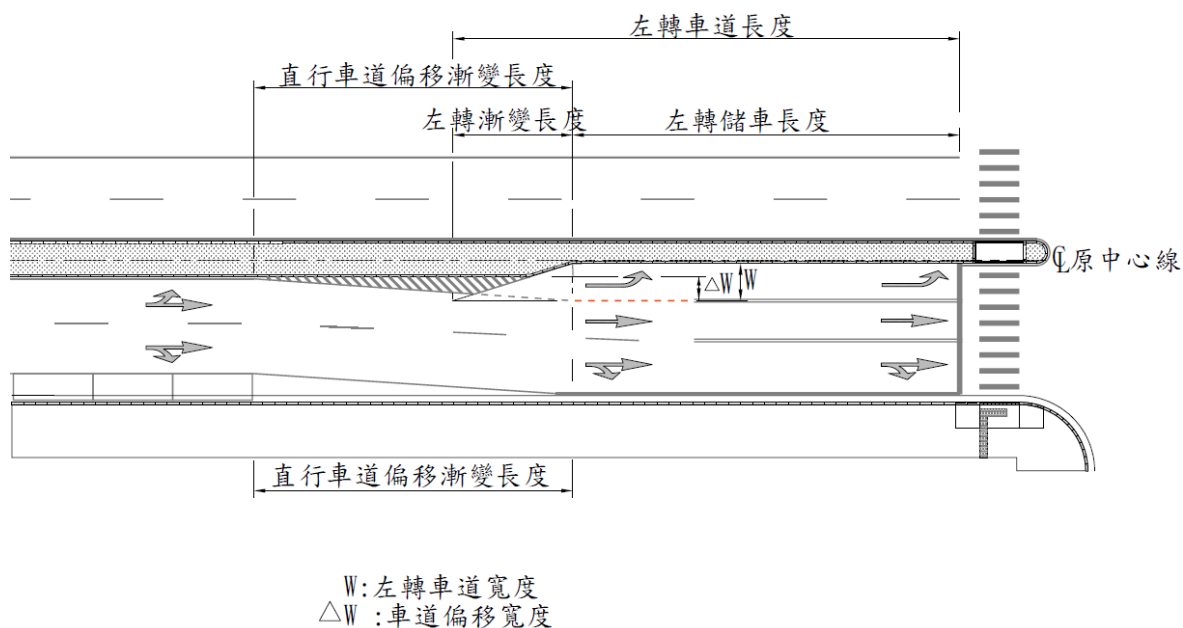 左轉車道長度
直行車道偏移漸變長度
左轉漸變長度
左轉儲車長度
△W
W
℄原中心線
直行車道偏移漸變長度
W:左轉車道寬度
△W :車道偏移寬度